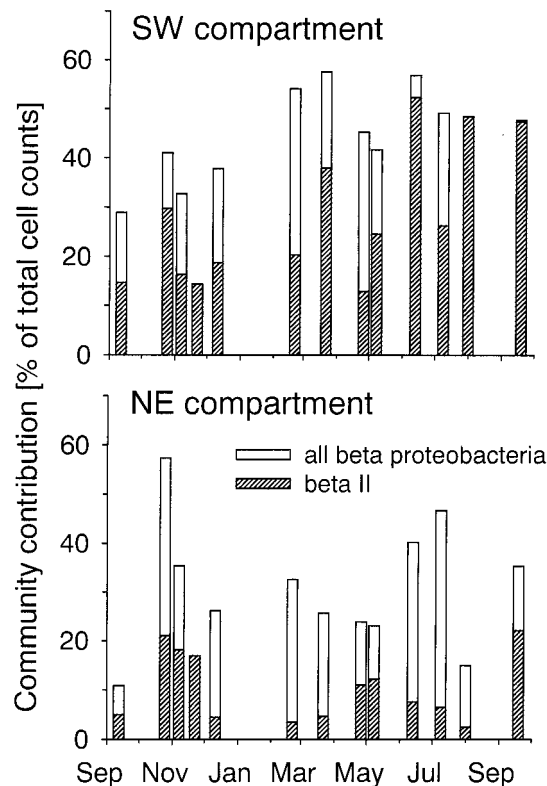 SW compartment
60
40
20
0
Community contribution [% of total cell counts]
NE compartment
all beta proteobacteria
beta II
60
40
20
0
Sep Nov Jan Mar May Jul Sep